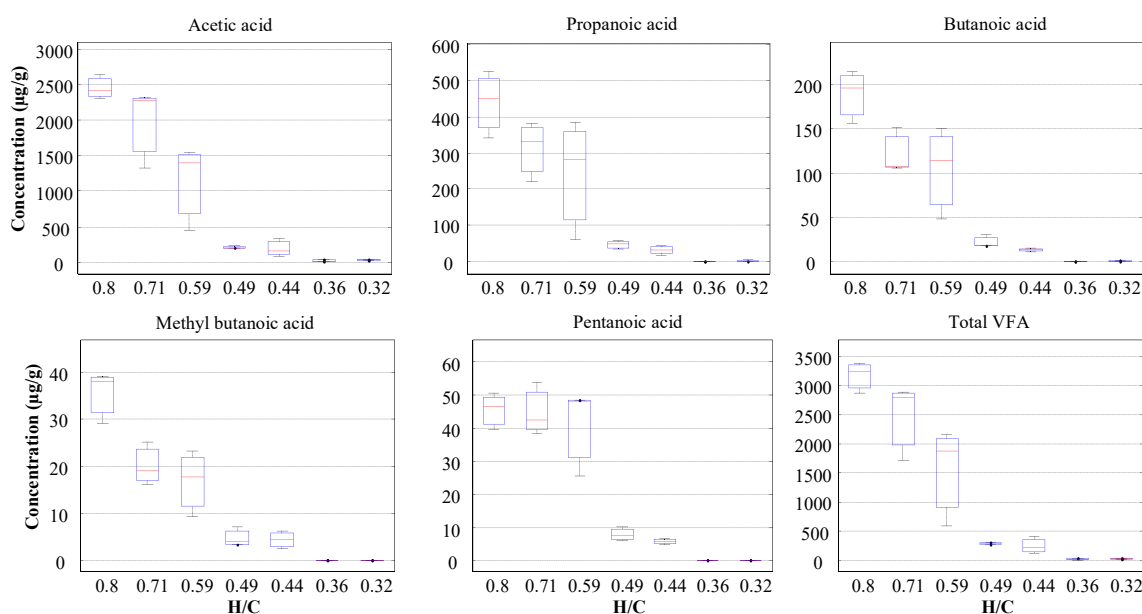 Acetic acid
Propanoic acid
Butanoic acid
Concentration (µg/g)
3000
2500
2000
1500
1000
500
0
0.8 0.71 0.59 0.49 0.44 0.36 0.32
600
500
400
300
200
100
0
0.8 0.71 0.59 0.49 0.44 0.36 0.32
200
150
100
50
0
0.8 0.71 0.59 0.49 0.44 0.36 0.32
Methyl butanoic acid
Pentanoic acid
Total VFA
Concentration (µg/g)
40
30
20
10
0
0.8 0.71 0.59 0.49 0.44 0.36 0.32
H/C
60
50
40
30
20
10
0
0.8 0.71 0.59 0.49 0.44 0.36 0.32
H/C
3500
3000
2500
2000
1500
1000
500
0
0.8 0.71 0.59 0.49 0.44 0.36 0.32
H/C